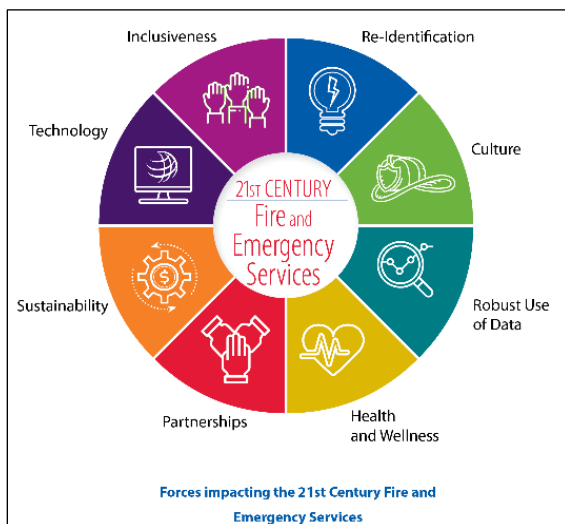 Inclusiveness
Re-Identification
Technology
Culture
21ST CENTURY
Fire and
Emergency
Services
$
Sustainability
Robust Use
of Data
Partnerships
Health
and Wellness
Forces impacting the 21st Century Fire and
Emergency Services